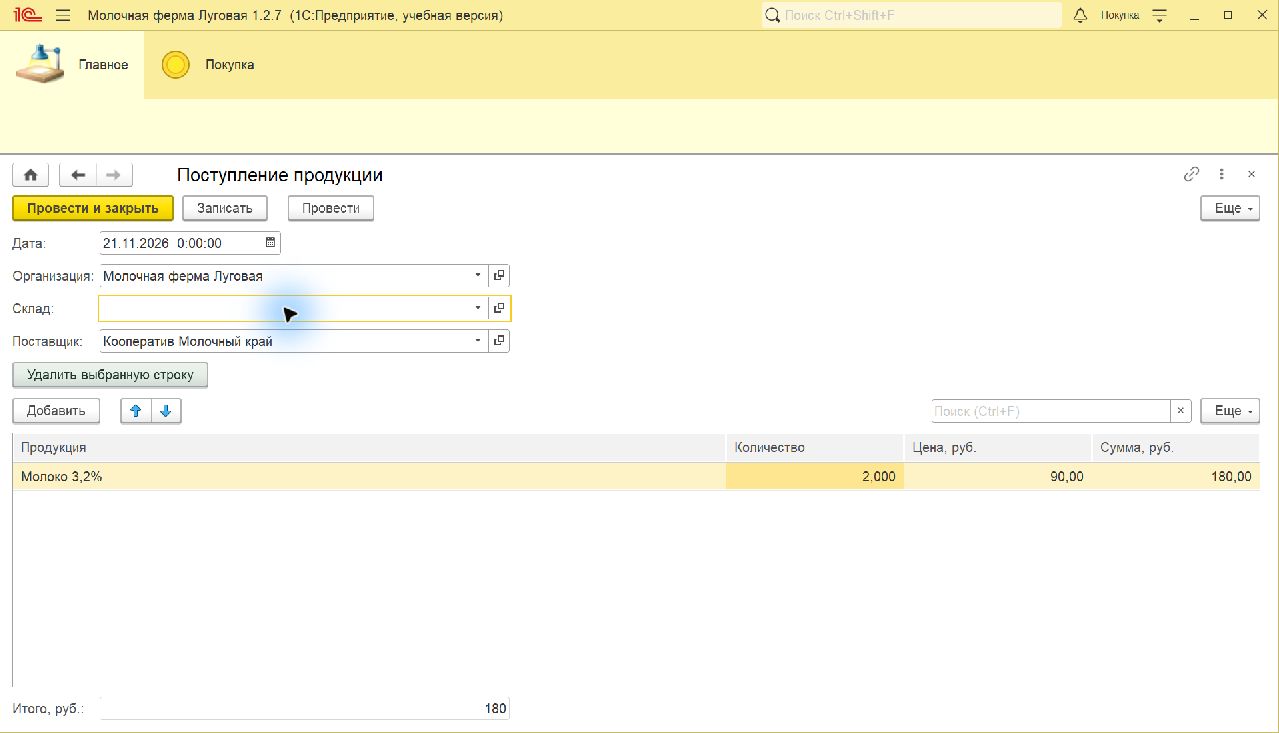 1С Молочная ферма Луговая 1.2.7 (1С:Предприятие, учебная версия) Поиск Ctrl+Shift+F Покупка
Главное Покупка
Поступление продукции
Провести и закрыть Записать Провести Еще
Дата: 21.11.2026 0:00:00
Организация: Молочная ферма Луговая
Склад:
Поставщик: Кооператив Молочный край
Удалить выбранную строку
Добавить Поиск (Ctrl+F) Еще
Продукция Количество Цена, руб. Сумма, руб.
Молоко 3,2% 2,000 90,00 180,00
Итого, руб.: 180